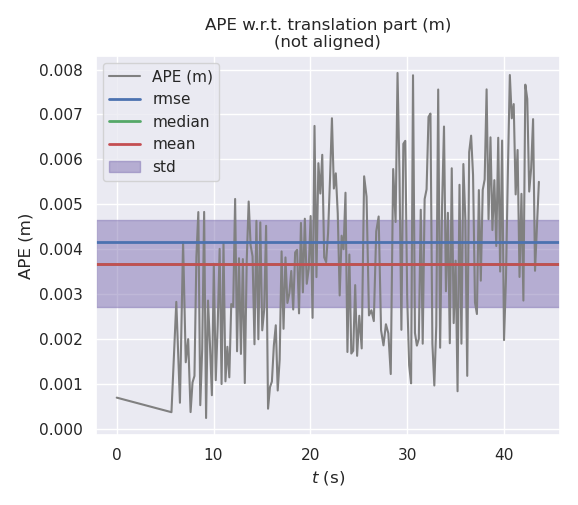 APE w.r.t. translation part (m)
(not aligned)
APE (m)
rmse
median
mean
std
0.008
0.007
0.006
0.005
0.004
0.003
0.002
0.001
0.000
APE (m)
0 10 20 30 40
t (s)